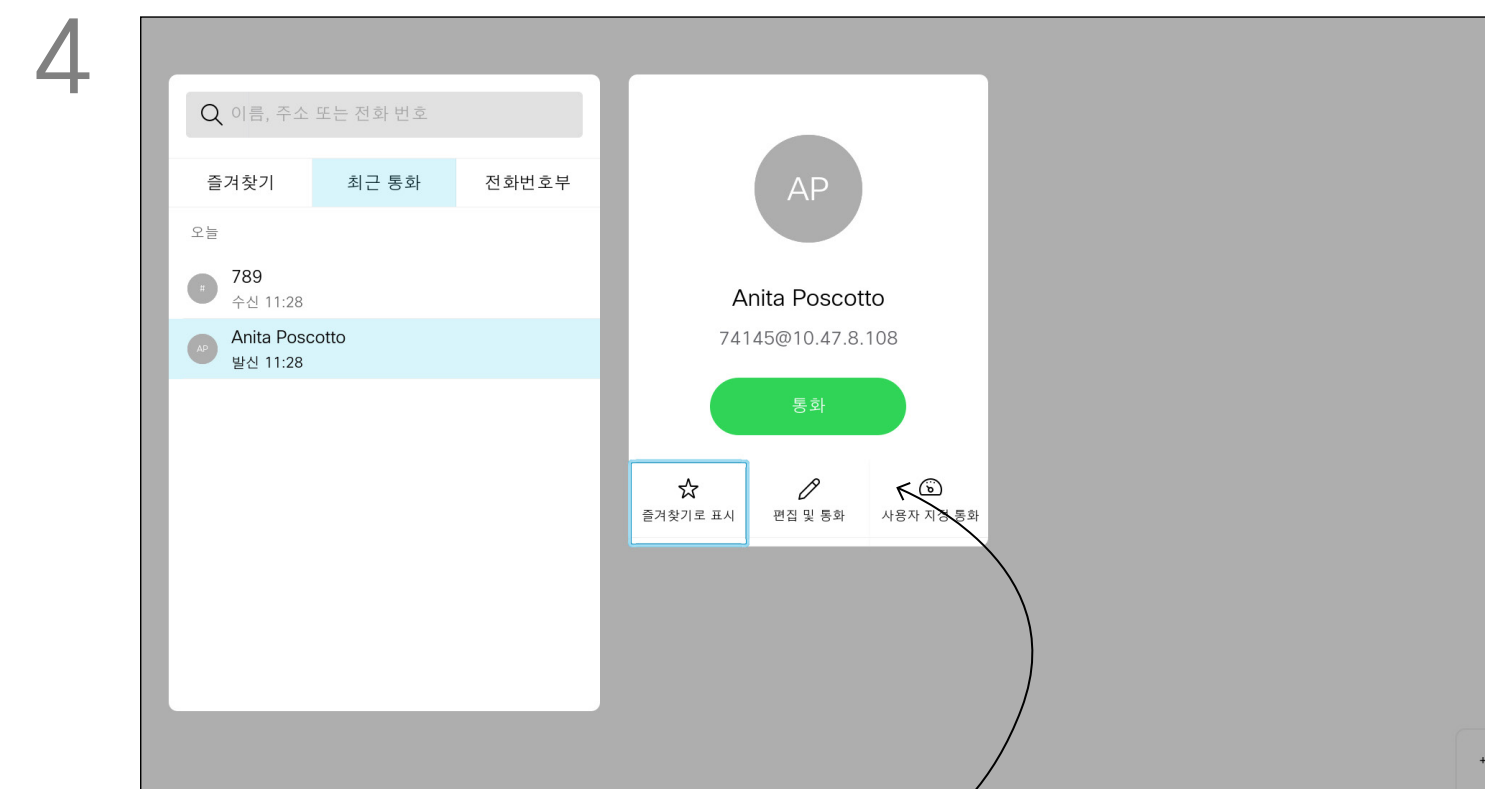 4
이름, 주소 또는 전화 번호
즐겨찾기 최근 통화 전화번호부
오늘
#
789
수신 11:28
AP
Anita Poscotto
발신 11:28
AP
Anita Poscotto
74145@10.47.8.108
통화
즐겨찾기로 표시 편집 및 통화 사용자 지정 통화
+